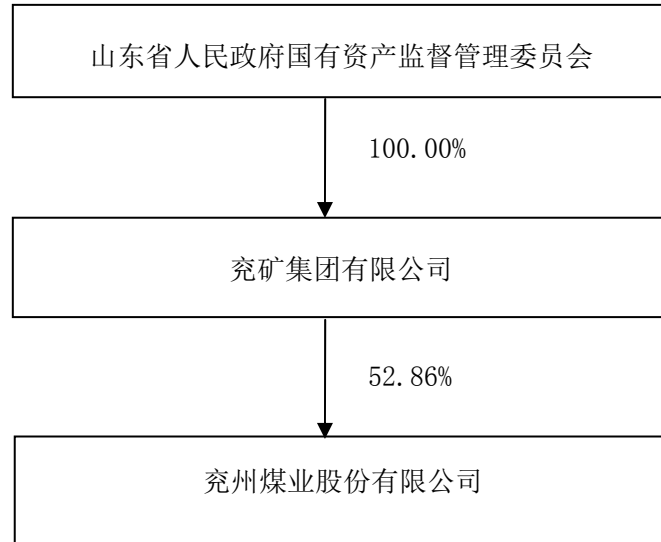 山东省人民政府国有资产监督管理委员会
100.00%
兖矿集团有限公司
52.86%
兖州煤业股份有限公司